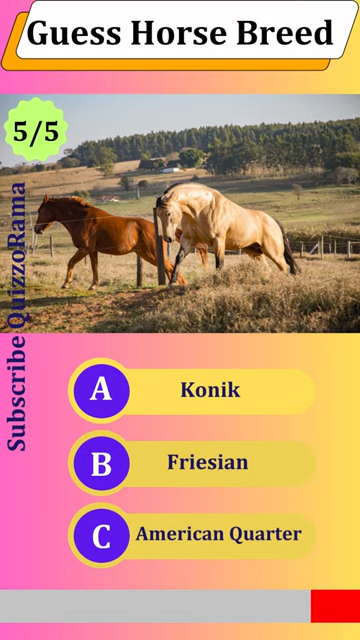 Guess Horse Breed
5/5
Subscribe QuizzoRama
A Konik
B Friesian
C American Quarter